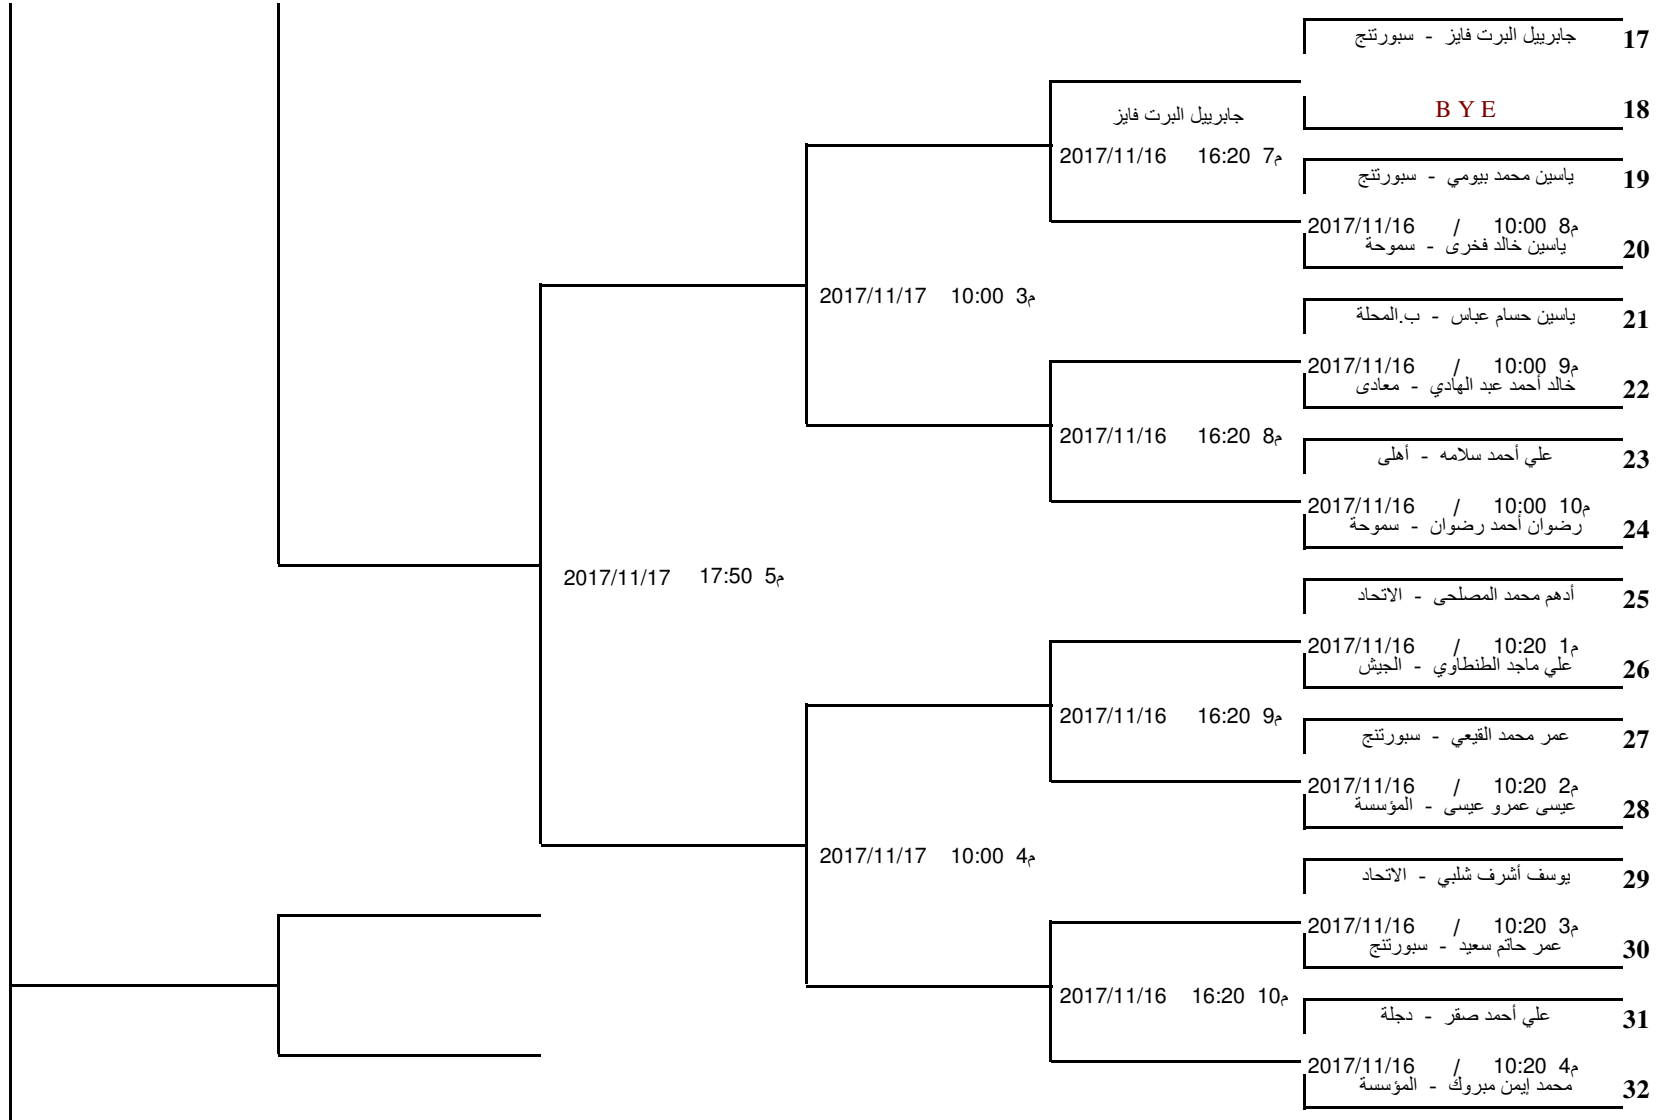 17 جابرييل البرت فايز - سبورتنج
18 B Y E
جابرييل البرت فايز
2017/11/16 16:20 م7
19 ياسين محمد بيومي - سبورتنج
2017/11/16 / 10:00 م8
20 ياسين خالد فخرى - سموحة
2017/11/17 10:00 م3
21 ياسين حسام عباس - ب.المحلة
2017/11/16 / 10:00 م9
22 خالد أحمد عبد الهادي - معادى
2017/11/16 16:20 م8
23 علي أحمد سلامه - أهلى
2017/11/16 / 10:00 م10
24 رضوان أحمد رضوان - سموحة
2017/11/17 17:50 م5
25 أدهم محمد المصلحى - الاتحاد
2017/11/16 / 10:20 م1
26 علي ماجد الطنطاوي - الجيش
2017/11/16 16:20 م9
27 عمر محمد القيعي - سبورتنج
2017/11/16 / 10:20 م2
28 عيسى عمرو عيسى - المؤسسة
2017/11/17 10:00 م4
29 يوسف أشرف شلبي - الاتحاد
2017/11/16 / 10:20 م3
30 عمر حاتم سعيد - سبورتنج
2017/11/16 16:20 م10
31 علي أحمد صقر - دجلة
2017/11/16 / 10:20 م4
32 محمد إيمن مبروك - المؤسسة